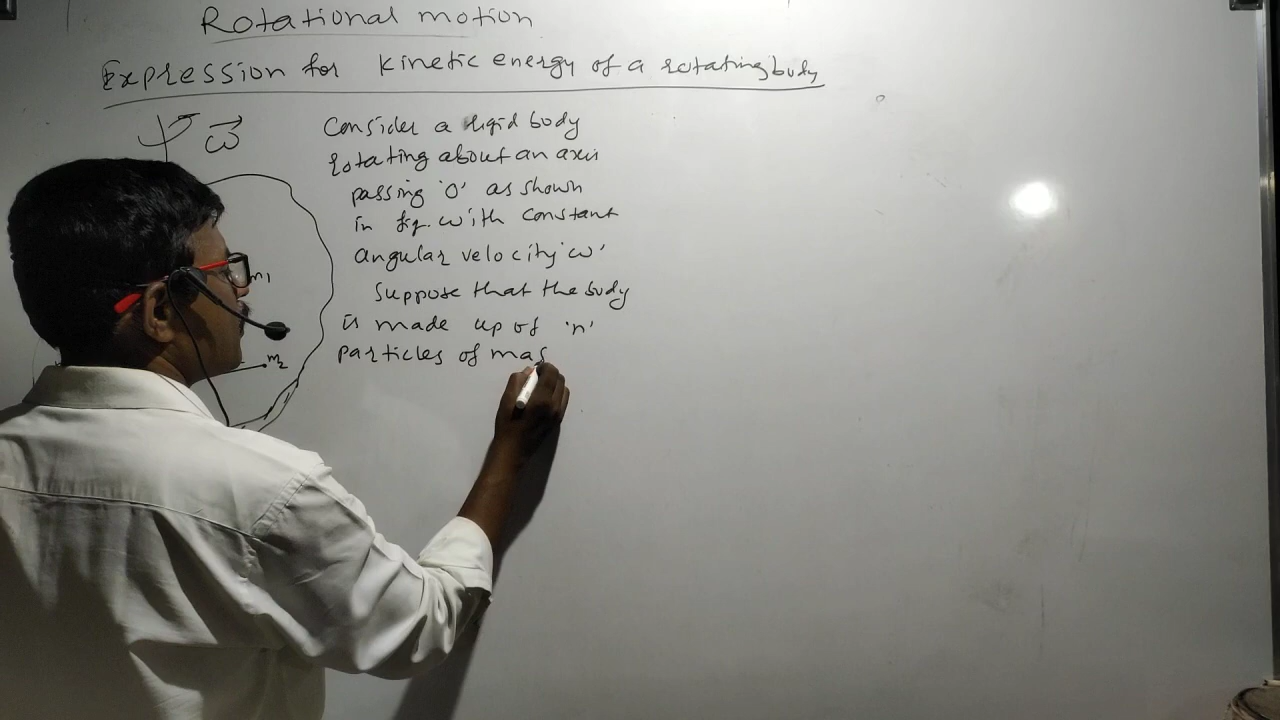 Rotational motion
Expression for kinetic energy of a rotating body
ω
Consider a rigid body
rotating about an axis
passing 'O' as shown
in fig. with constant
angular velocity 'ω'
m1
Suppose that the body
is made up of 'n'
particles of mas
m2